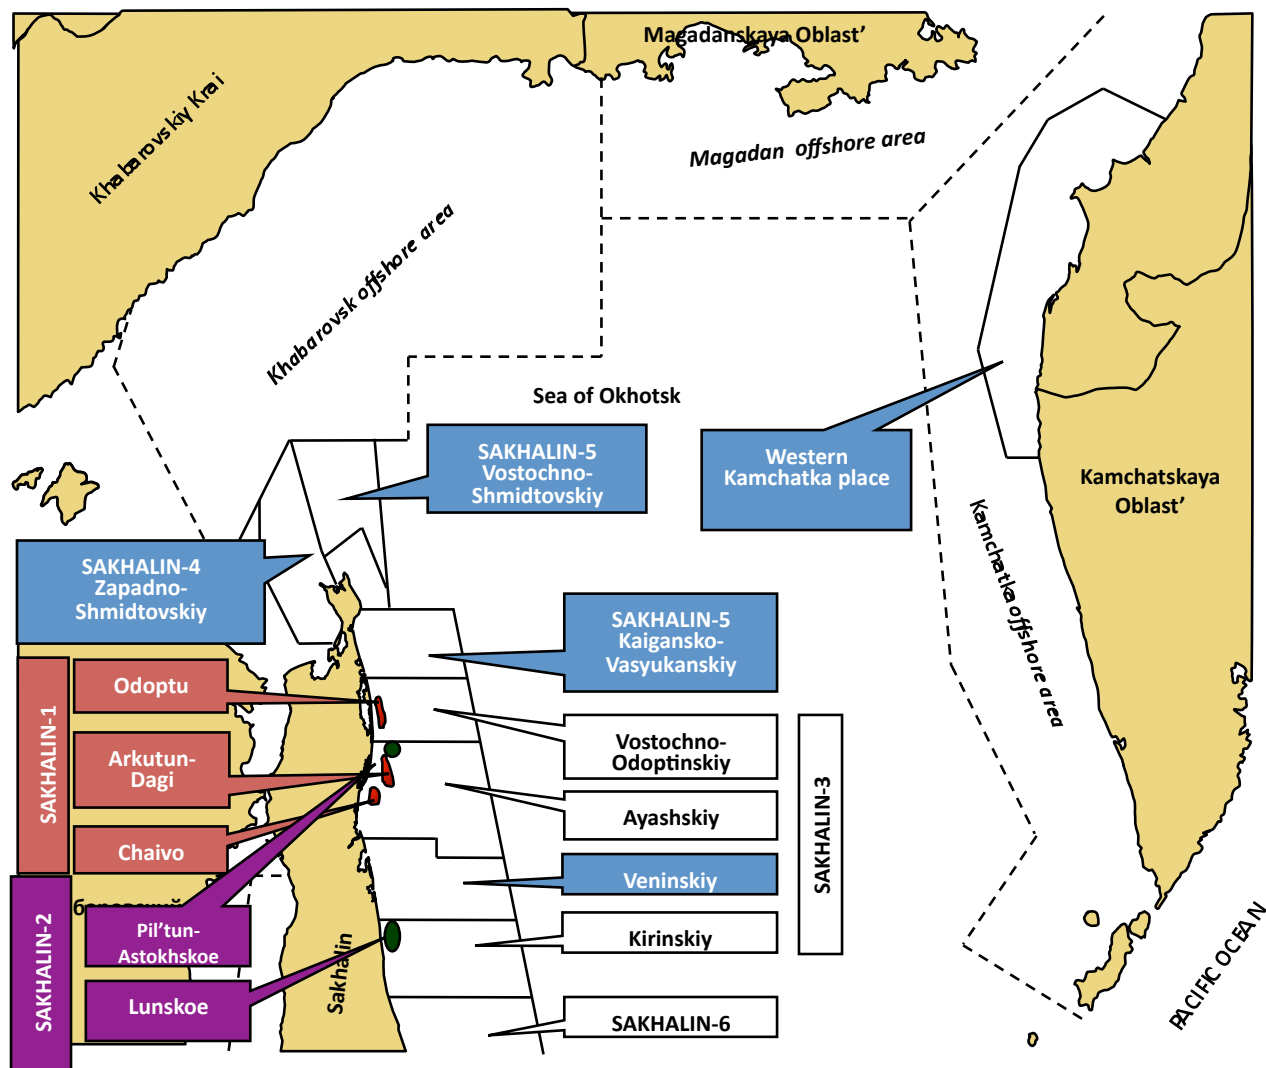 Magadanskaya Oblast'
Khabarovskiy Krai
Magadan offshore area
Khabarovsk offshore area
Sea of Okhotsk
SAKHALIN-5
Vostochno-
Shmidtovskiy
Western
Kamchatka place
Kamchatskaya
Oblast'
Kamchatka offshore area
SAKHALIN-4
Zapadno-
Shmidtovskiy
SAKHALIN-5
Kaigansko-
Vasyukanskiy
SAKHALIN-1
Odoptu
Arkutun-
Dagi
Chaivo
Vostochno-
Odoptinskiy
Ayashskiy
Veninskiy
Kirinskiy
SAKHALIN-3
SAKHALIN-2
Pil'tun-
Astokhskoe
Lunskoe
Sakhalin
SAKHALIN-6
PACIFIC OCEAN